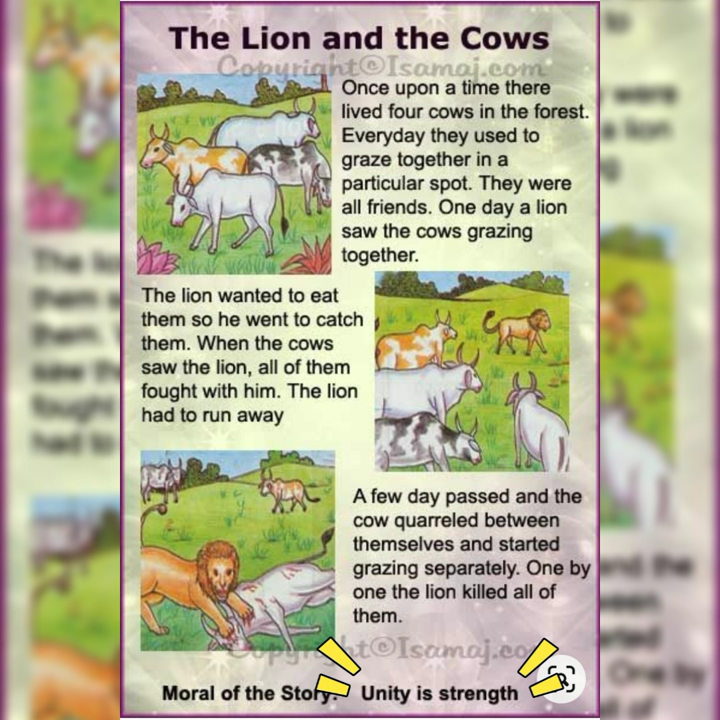 The Lion and the Cows
Copyright©Isamaj.com
Once upon a time there
lived four cows in the forest.
Everyday they used to
graze together in a
particular spot. They were
all friends. One day a lion
saw the cows grazing
together.
The lion wanted to eat
them so he went to catch
them. When the cows
saw the lion, all of them
fought with him. The lion
had to run away
A few day passed and the
cow quarreled between
themselves and started
grazing separately. One by
one the lion killed all of
them.
Copyright©Isamaj.co
Moral of the Story: Unity is strength